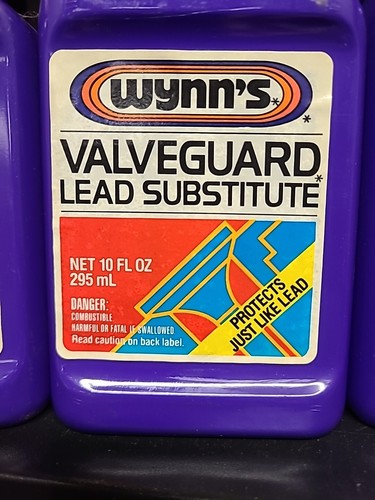 wynn's*
*
VALVEGUARD*
LEAD SUBSTITUTE
NET 10 FL OZ
295 mL
DANGER:
COMBUSTIBLE
HARMFUL OR FATAL IF SWALLOWED
Read caution on back label.
PROTECTS
JUST LIKE LEAD